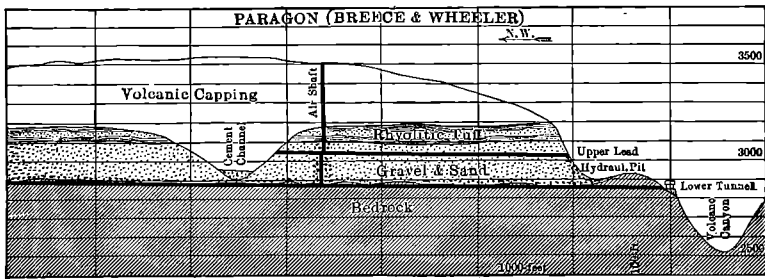 PARAGON (BREECE & WHEELER)
N.W.
3500
Volcanic Capping
Air Shaft
Cement Channel
Rhyolitic Tuff
Upper Lead
3000
Hydraul. Pit
Gravel & Sand
Lower Tunnel
Bedrock
Volcano Canyon
2500
1000 feet